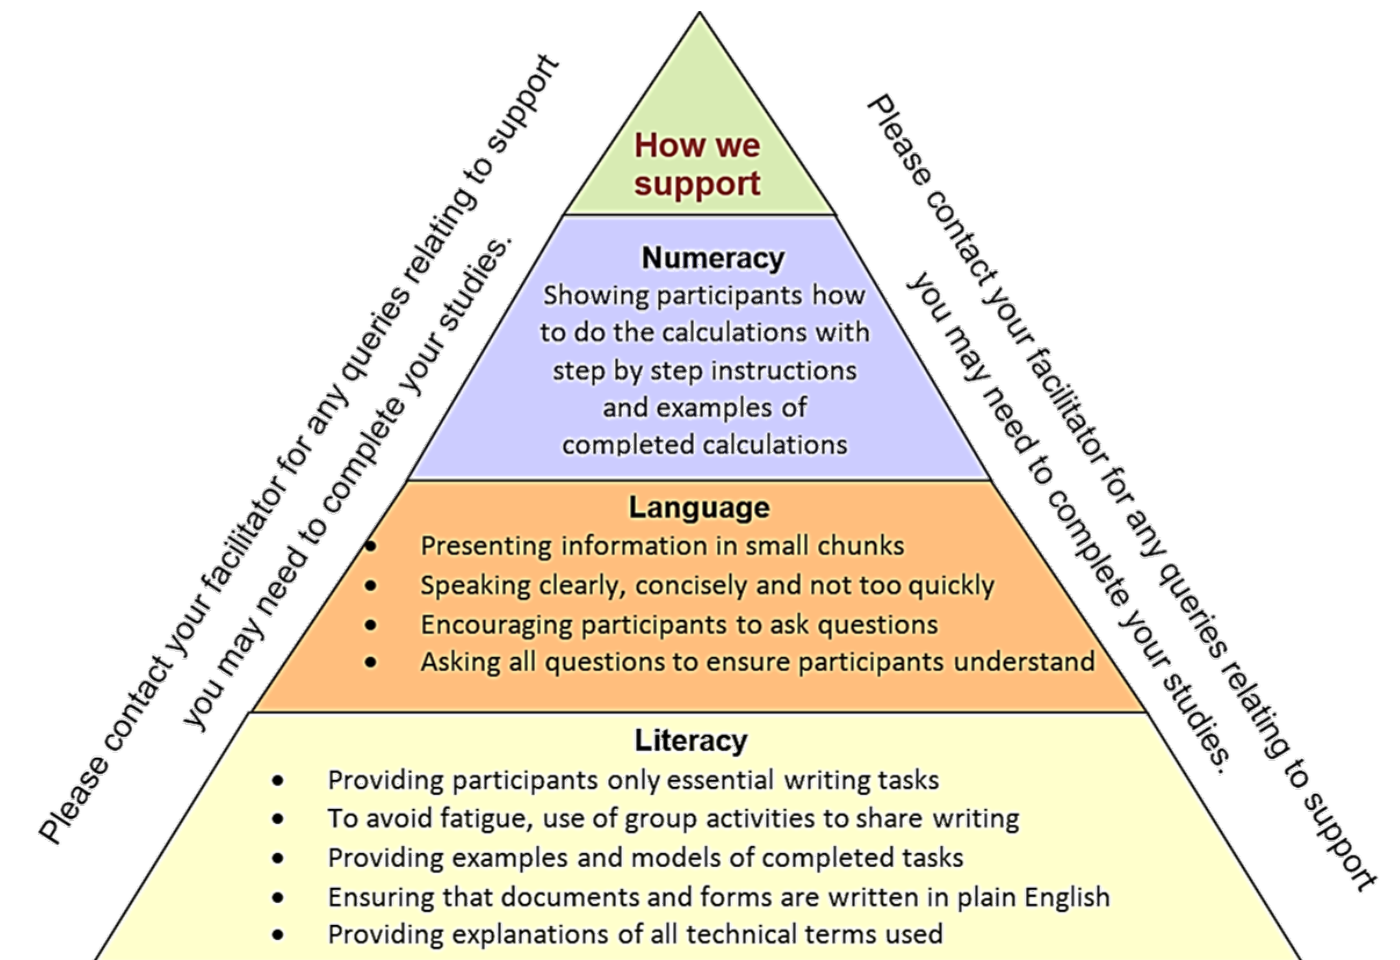 Please contact your facilitator for any queries relating to support
you may need to complete your studies.
How we
support
Numeracy
Showing participants how
to do the calculations with
step by step instructions
and examples of
completed calculations
Language
• Presenting information in small chunks
• Speaking clearly, concisely and not too quickly
• Encouraging participants to ask questions
• Asking all questions to ensure participants understand
Literacy
• Providing participants only essential writing tasks
• To avoid fatigue, use of group activities to share writing
• Providing examples and models of completed tasks
• Ensuring that documents and forms are written in plain English
• Providing explanations of all technical terms used
Please contact your facilitator for any queries relating to support
you may need to complete your studies.